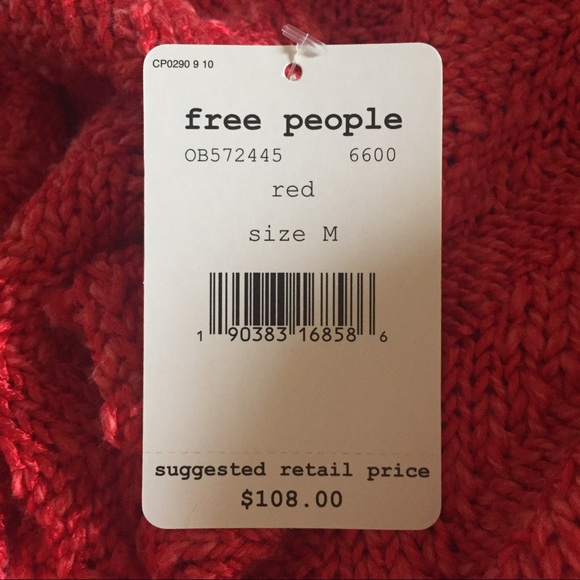 CP0290 9 10
free people
OB572445 6600
red
size M
1 90383 16858 6
suggested retail price
$108.00